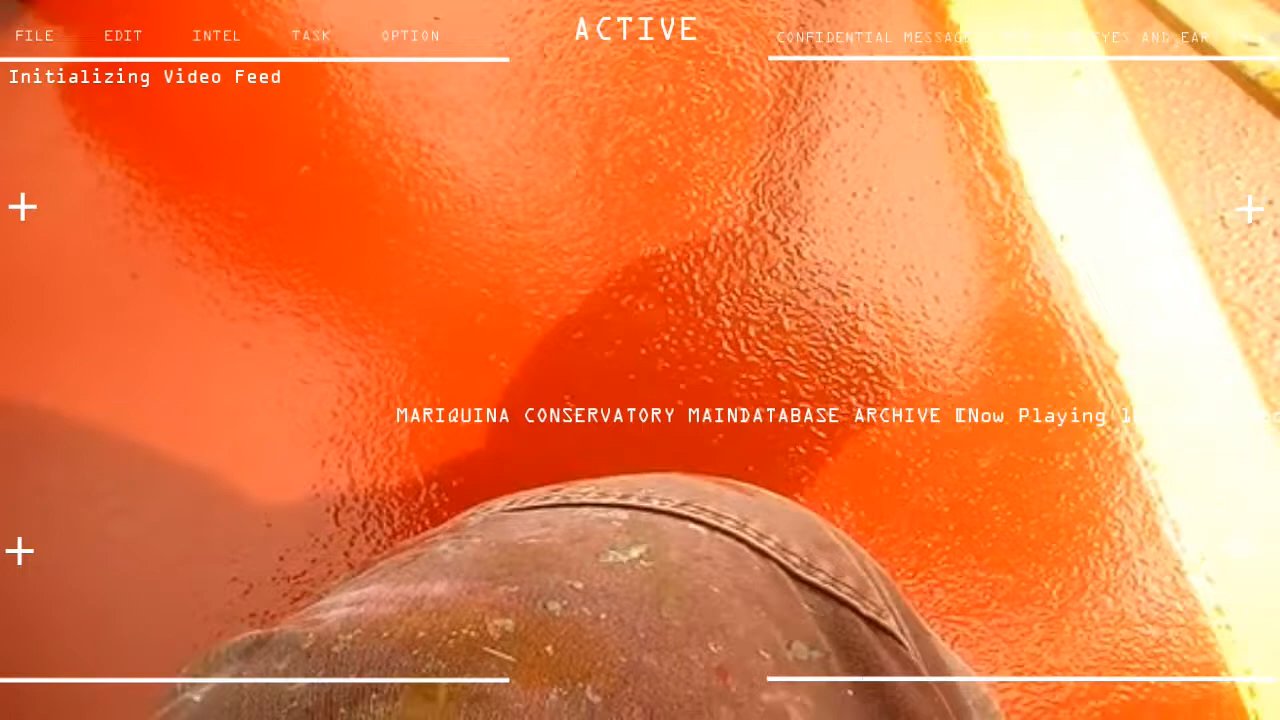 FILE EDIT INTEL TASK OPTION
ACTIVE
CONFIDENTIAL MESSAGE EYES AND EAR
Initializing Video Feed
MARIQUINA CONSERVATORY MAINDATABASE ARCHIVE Now Playing